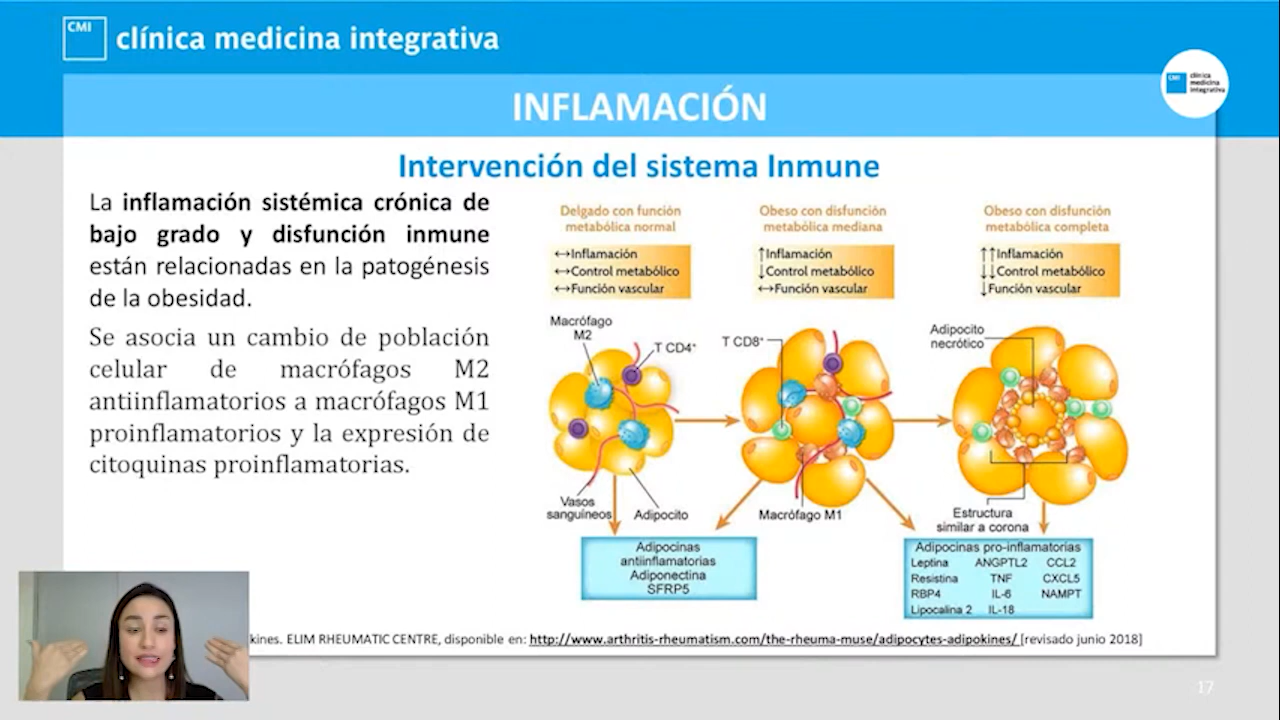 CMI
clínica medicina integrativa
CMI
clínica
medicina
integrativa
INFLAMACIÓN
Intervención del sistema Inmune
La inflamación sistémica crónica de
bajo grado y disfunción inmune
están relacionadas en la patogénesis
de la obesidad.
Se asocia un cambio de población
celular de macrófagos M2
antiinflamatorios a macrófagos M1
proinflamatorios y la expresión de
citoquinas proinflamatorias.
Delgado con función
metabólica normal
↔Inflamación
↔Control metabólico
↔Función vascular
Obeso con disfunción
metabólica mediana
↑Inflamación
↓Control metabólico
↔Función vascular
Obeso con disfunción
metabólica completa
↑↑Inflamación
↓↓Control metabólico
↓Función vascular
Macrófago
M2
T CD4⁺
Vasos
sanguíneos
Adipocito
T CD8⁺
Macrófago M1
Adipocito
necrótico
Estructura
similar a corona
Adipocinas
antiinflamatorias
Adiponectina
SFRP5
Adipocinas pro-inflamatorias
Leptina ANGPTL2 CCL2
Resistina TNF CXCL5
RBP4 IL-6 NAMPT
Lipocalina 2 IL-18
kines. ELIM RHEUMATIC CENTRE, disponible en: http://www.arthritis-rheumatism.com/the-rheuma-muse/adipocytes-adipokines/ [revisado junio 2018]
17